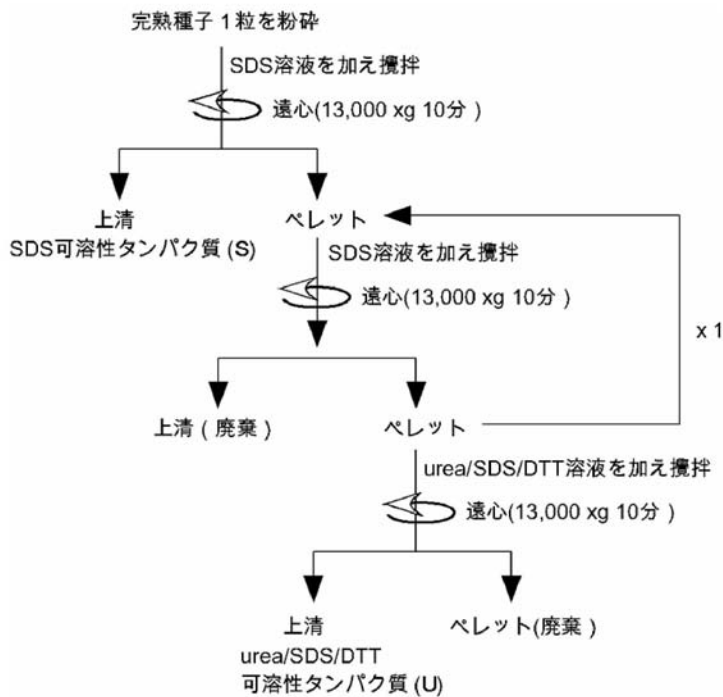 完熟種子 1粒を粉砕
SDS溶液を加え攪拌
遠心(13,000 xg 10分 )
上清
SDS可溶性タンパク質 (S)
ペレット
SDS溶液を加え攪拌
遠心(13,000 xg 10分 )
x 1
上清 ( 廃棄 )
ペレット
urea/SDS/DTT溶液を加え攪拌
遠心(13,000 xg 10分 )
上清
urea/SDS/DTT
可溶性タンパク質 (U)
ペレット(廃棄 )